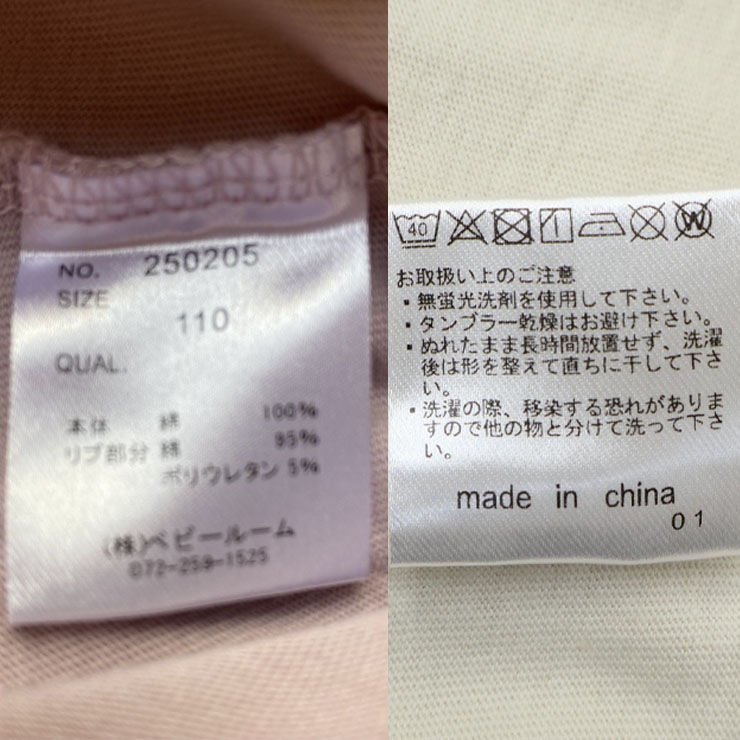 NO. 250205
SIZE
110
QUAL.
本体 綿 100%
リブ部分 綿 95%
ポリウレタン 5%
(株)ベビールーム
072-259-1525
40
お取扱い上のご注意
・無蛍光洗剤を使用して下さい。
・タンブラー乾燥はお避け下さい。
・ぬれたまま長時間放置せず、洗濯
後は形を整えて直ちに干して下さ
い。
・洗濯の際、移染する恐れがありま
すので他の物と分けて洗って下さ
い。
made in china
01